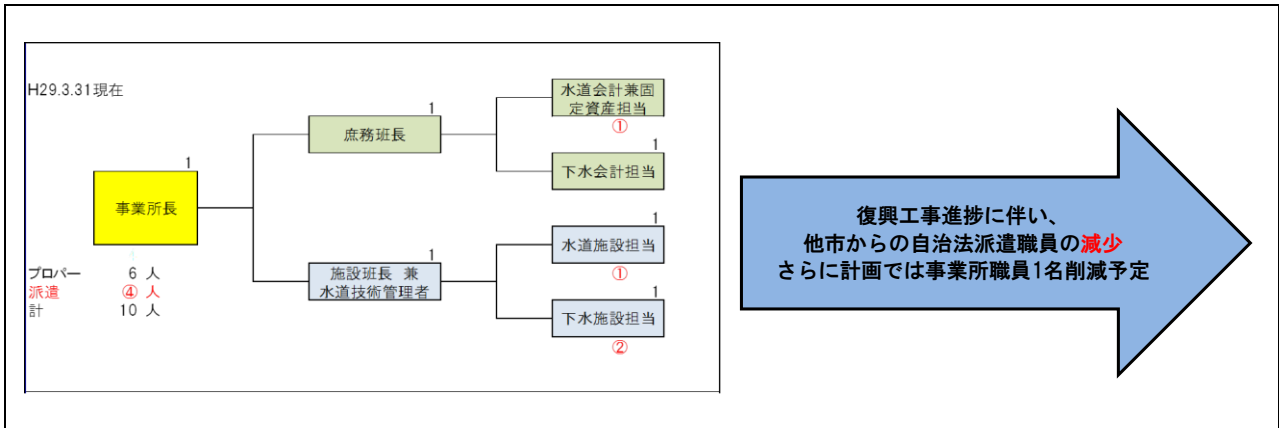 H29.3.31現在
1
事業所長
プロパー 6 人
派遣 ④ 人
計 10 人
1
庶務班長
1
施設班長 兼
水道技術管理者
水道会計兼固
定資産担当
①
1
下水会計担当
1
水道施設担当
①
1
下水施設担当
②
復興工事進捗に伴い、
他市からの自治法派遣職員の減少
さらに計画では事業所職員1名削減予定